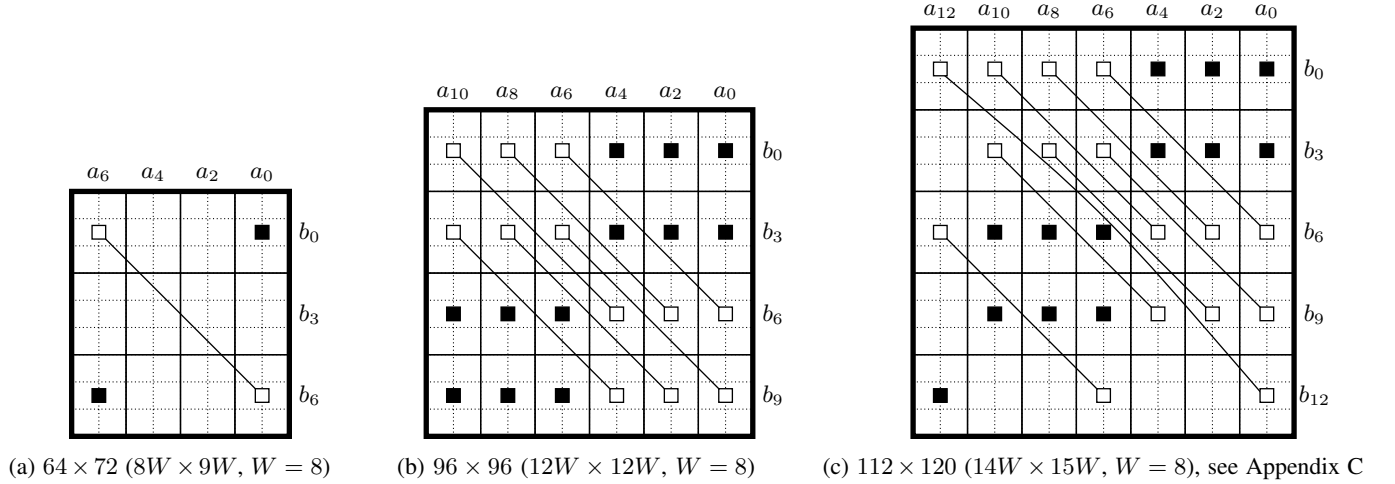 a12 a10 a8 a6 a4 a2 a0
b0
b3
b6
b9
b12
a10 a8 a6 a4 a2 a0
b0
b3
b6
b9
a6 a4 a2 a0
b0
b3
b6
(a) 64 × 72 (8W × 9W, W = 8)
(b) 96 × 96 (12W × 12W, W = 8)
(c) 112 × 120 (14W × 15W, W = 8), see Appendix C